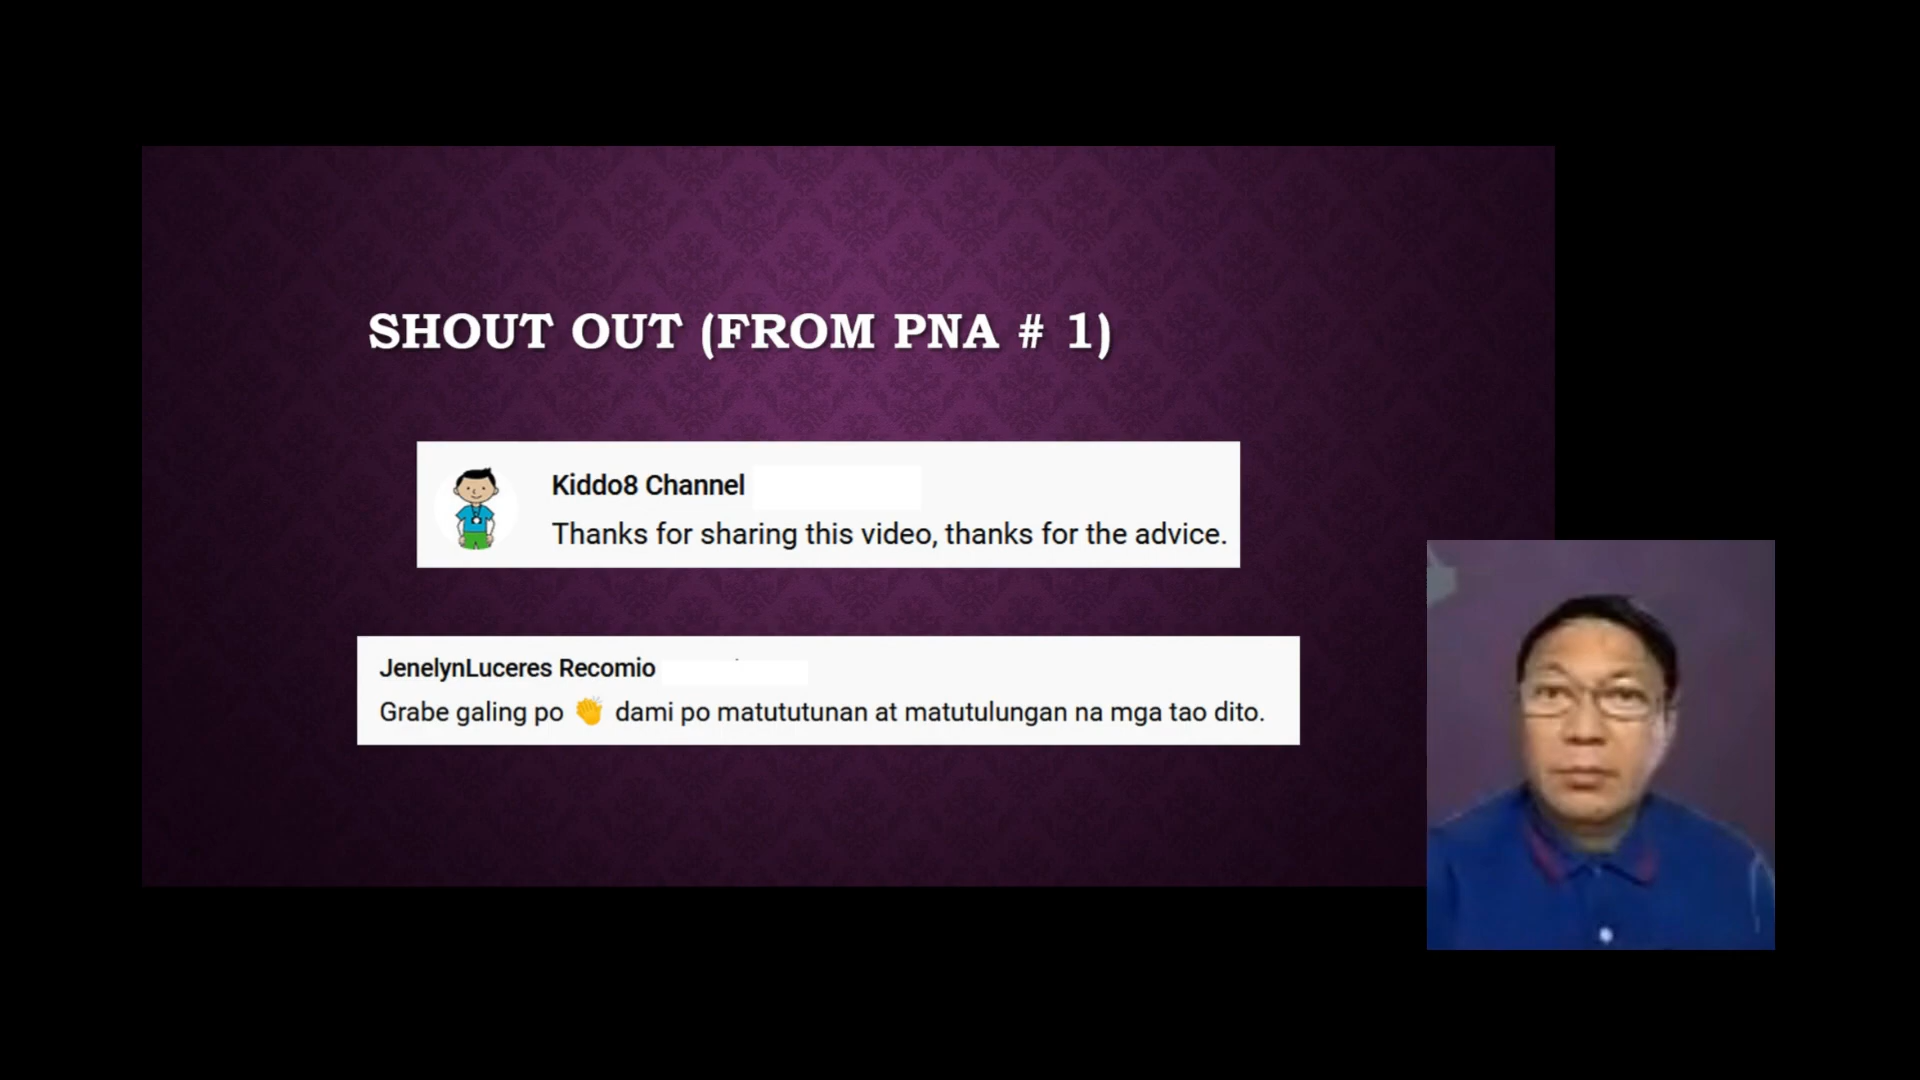 SHOUT OUT (FROM PNA # 1)
Kiddo8 Channel
Thanks for sharing this video, thanks for the advice.
JenelynLuceres Recomio
Grabe galing po 👏 dami po matututunan at matutulungan na mga tao dito.